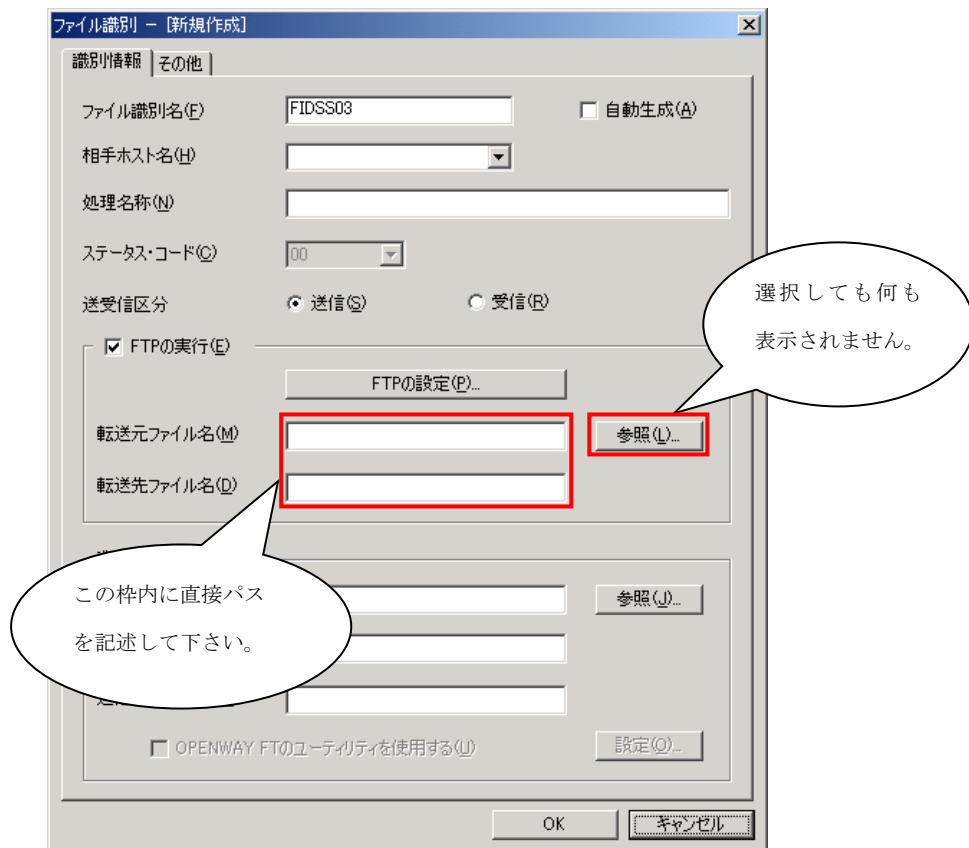 ファイル識別 － [新規作成]
識別情報 その他
ファイル識別名(F) FIDSS03 自動生成(A)
相手ホスト名(H)
処理名称(N)
ステータス・コード(C) 00
送受信区分 送信(S) 受信(R)
選択しても何も
表示されません。
FTPの実行(E)
FTPの設定(P)...
転送元ファイル名(M) 参照(L)...
転送先ファイル名(D)
この枠内に直接パス
を記述して下さい。
参照(J)...
OPENWAY FTのユーティリティを使用する(U) 設定(O)...
OK キャンセル